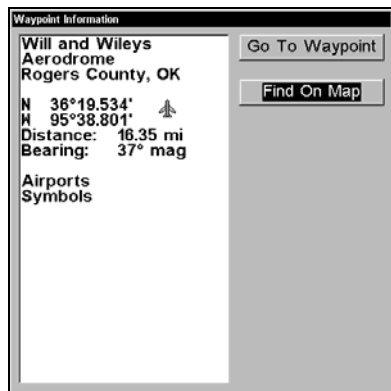 Waypoint Information
Will and Wileys
Aerodrome
Rogers County, OK
N 36°19.534'
W 95°38.801'
Distance: 16.35 mi
Bearing: 37° mag
Airports
Symbols
Go To Waypoint
Find On Map